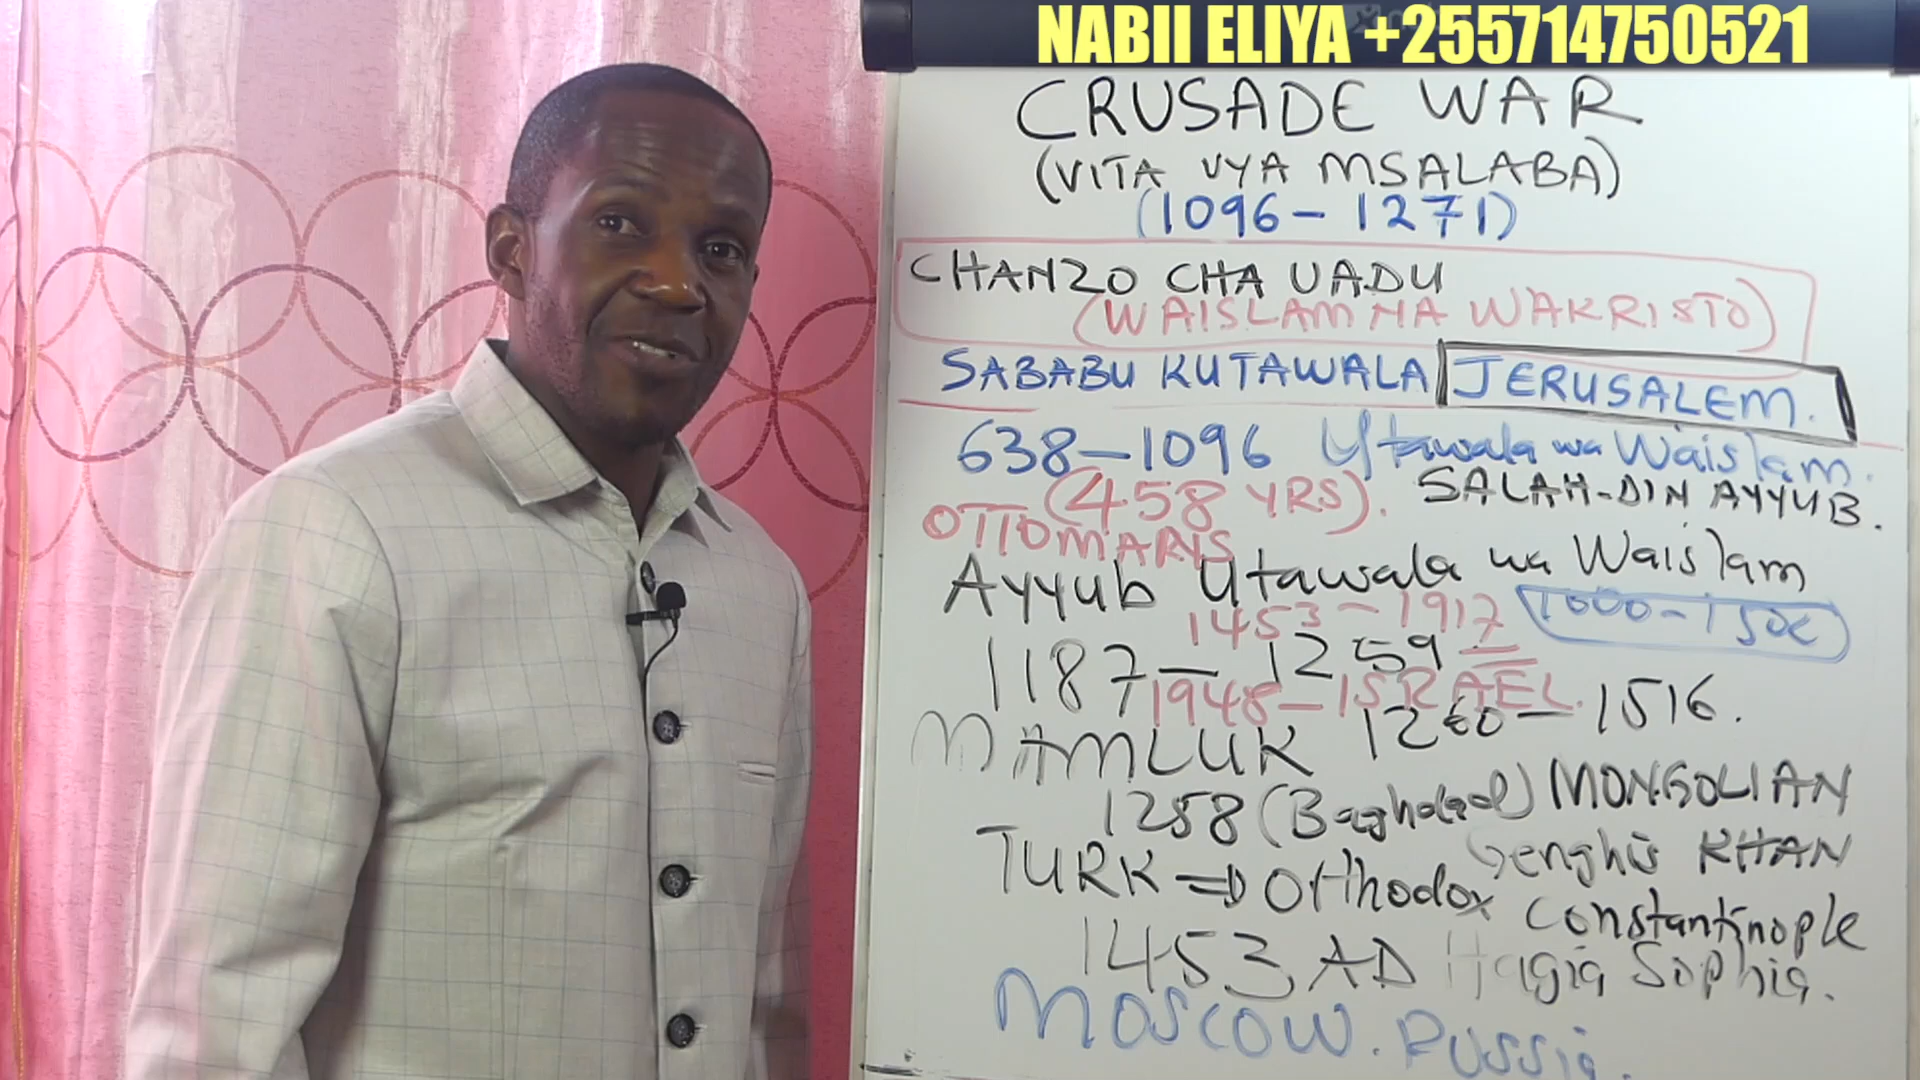 NABII ELIYA +255714750521
CRUSADE WAR
(VITA VYA MSALABA)
(1096-1271)
CHANZO CHA UADU
(WAISLAM NA WAKRISTO)
SABABU KUTAWALA JERUSALEM.
638-1096 Utawala wa Waislam.
(458 YRS). SALAH-DIN AYYUB.
OTTOMARIS
Ayyub Utawala wa Waislam
1453-1917
1187-1259
1948-ISRAEL.
MAMLUK 1260-1516.
1258 (Baghdad) MONGOLIAN
Genghis KHAN
TURK => Orthodox Constantinople
1453 AD Hagia Sophia.
MOSCOW. RUSSia.